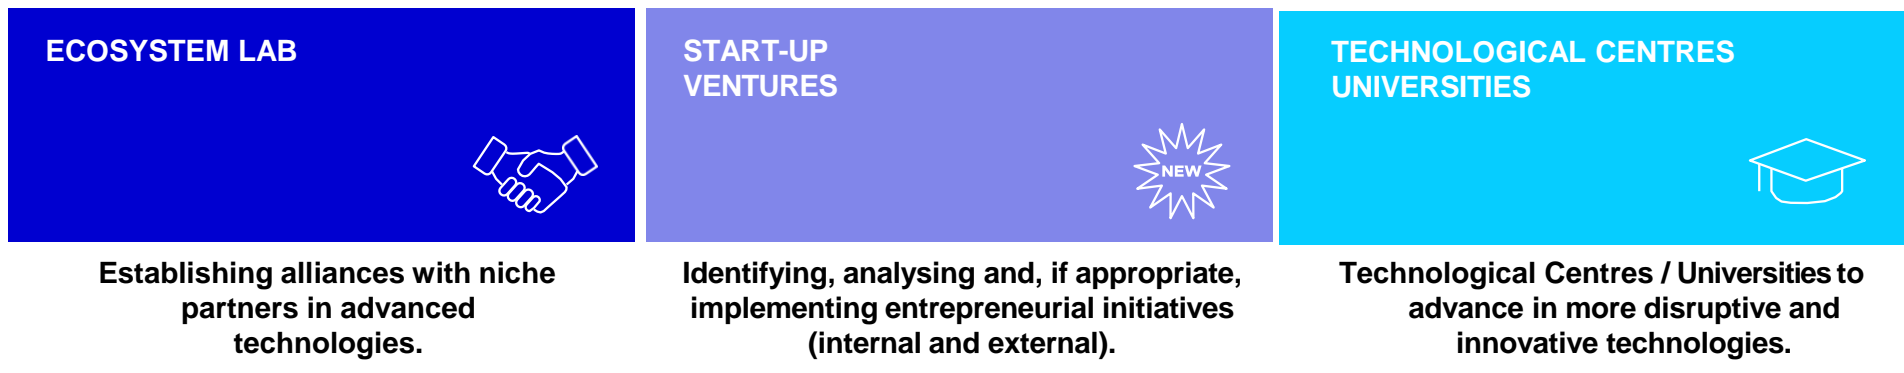 ECOSYSTEM LAB
Establishing alliances with niche
partners in advanced
technologies.
START-UP
VENTURES
NEW
Identifying, analysing and, if appropriate,
implementing entrepreneurial initiatives
(internal and external).
TECHNOLOGICAL CENTRES
UNIVERSITIES
Technological Centres / Universities to
advance in more disruptive and
innovative technologies.